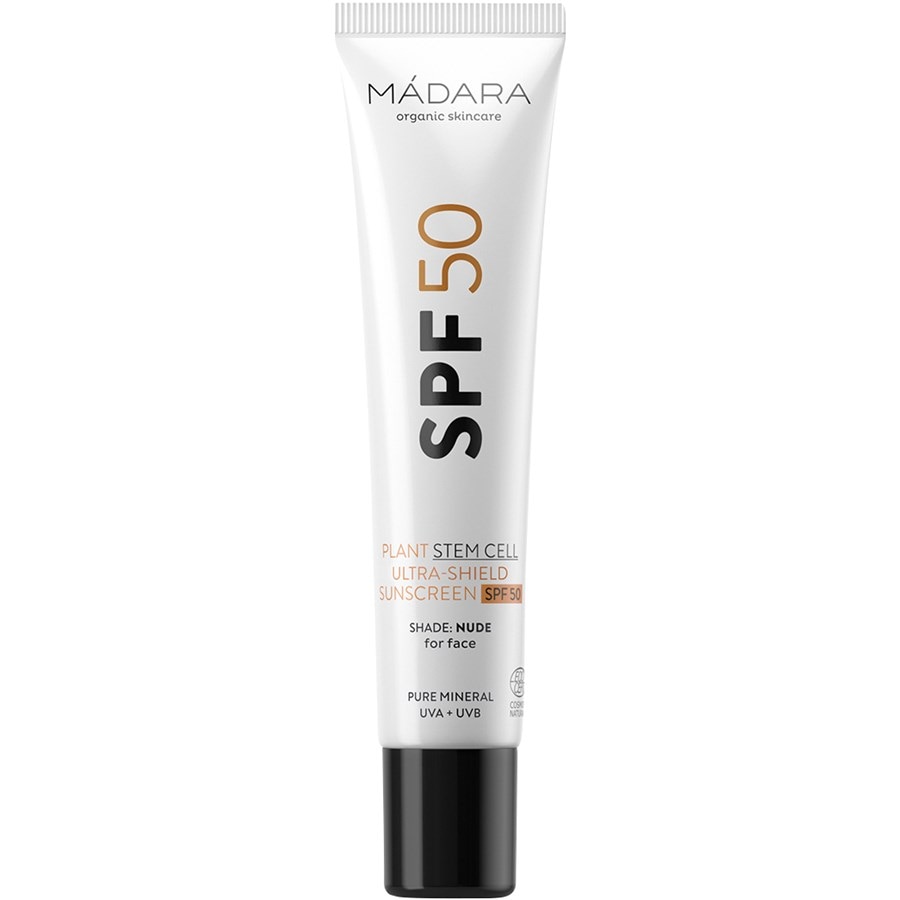 MÁDARA
organic skincare
SPF 50
PLANT STEM CELL
ULTRA-SHIELD
SUNSCREEN SPF 50
SHADE: NUDE
for face
PURE MINERAL
UVA + UVB